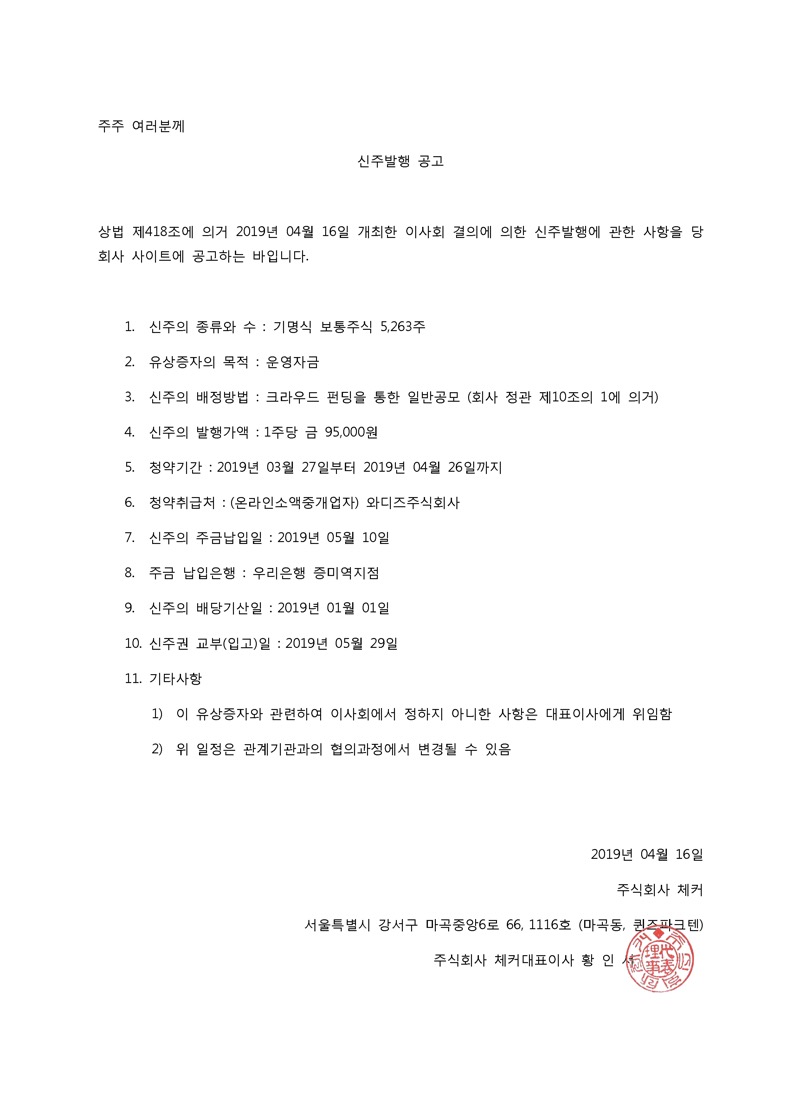 주주 여러분께
신주발행 공고
상법 제418조에 의거 2019년 04월 16일 개최한 이사회 결의에 의한 신주발행에 관한 사항을 당
회사 사이트에 공고하는 바입니다.
1. 신주의 종류와 수 : 기명식 보통주식 5,263주
2. 유상증자의 목적 : 운영자금
3. 신주의 배정방법 : 크라우드 펀딩을 통한 일반공모 (회사 정관 제10조의 1에 의거)
4. 신주의 발행가액 : 1주당 금 95,000원
5. 청약기간 : 2019년 03월 27일부터 2019년 04월 26일까지
6. 청약취급처 : (온라인소액중개업자) 와디즈주식회사
7. 신주의 주금납입일 : 2019년 05월 10일
8. 주금 납입은행 : 우리은행 증미역지점
9. 신주의 배당기산일 : 2019년 01월 01일
10. 신주권 교부(입고)일 : 2019년 05월 29일
11. 기타사항
1) 이 유상증자와 관련하여 이사회에서 정하지 아니한 사항은 대표이사에게 위임함
2) 위 일정은 관계기관과의 협의과정에서 변경될 수 있음
2019년 04월 16일
주식회사 체커
서울특별시 강서구 마곡중앙6로 66, 1116호 (마곡동, 퀸즈파크텐)
주식회사 체커대표이사 황 인 서